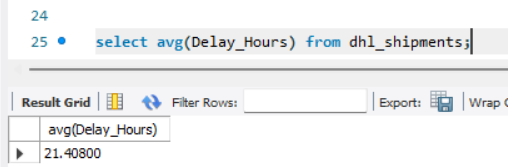 24
25 select avg(Delay_Hours) from dhl_shipments;
Result Grid Filter Rows: Export: Wrap C
avg(Delay_Hours)
21.40800